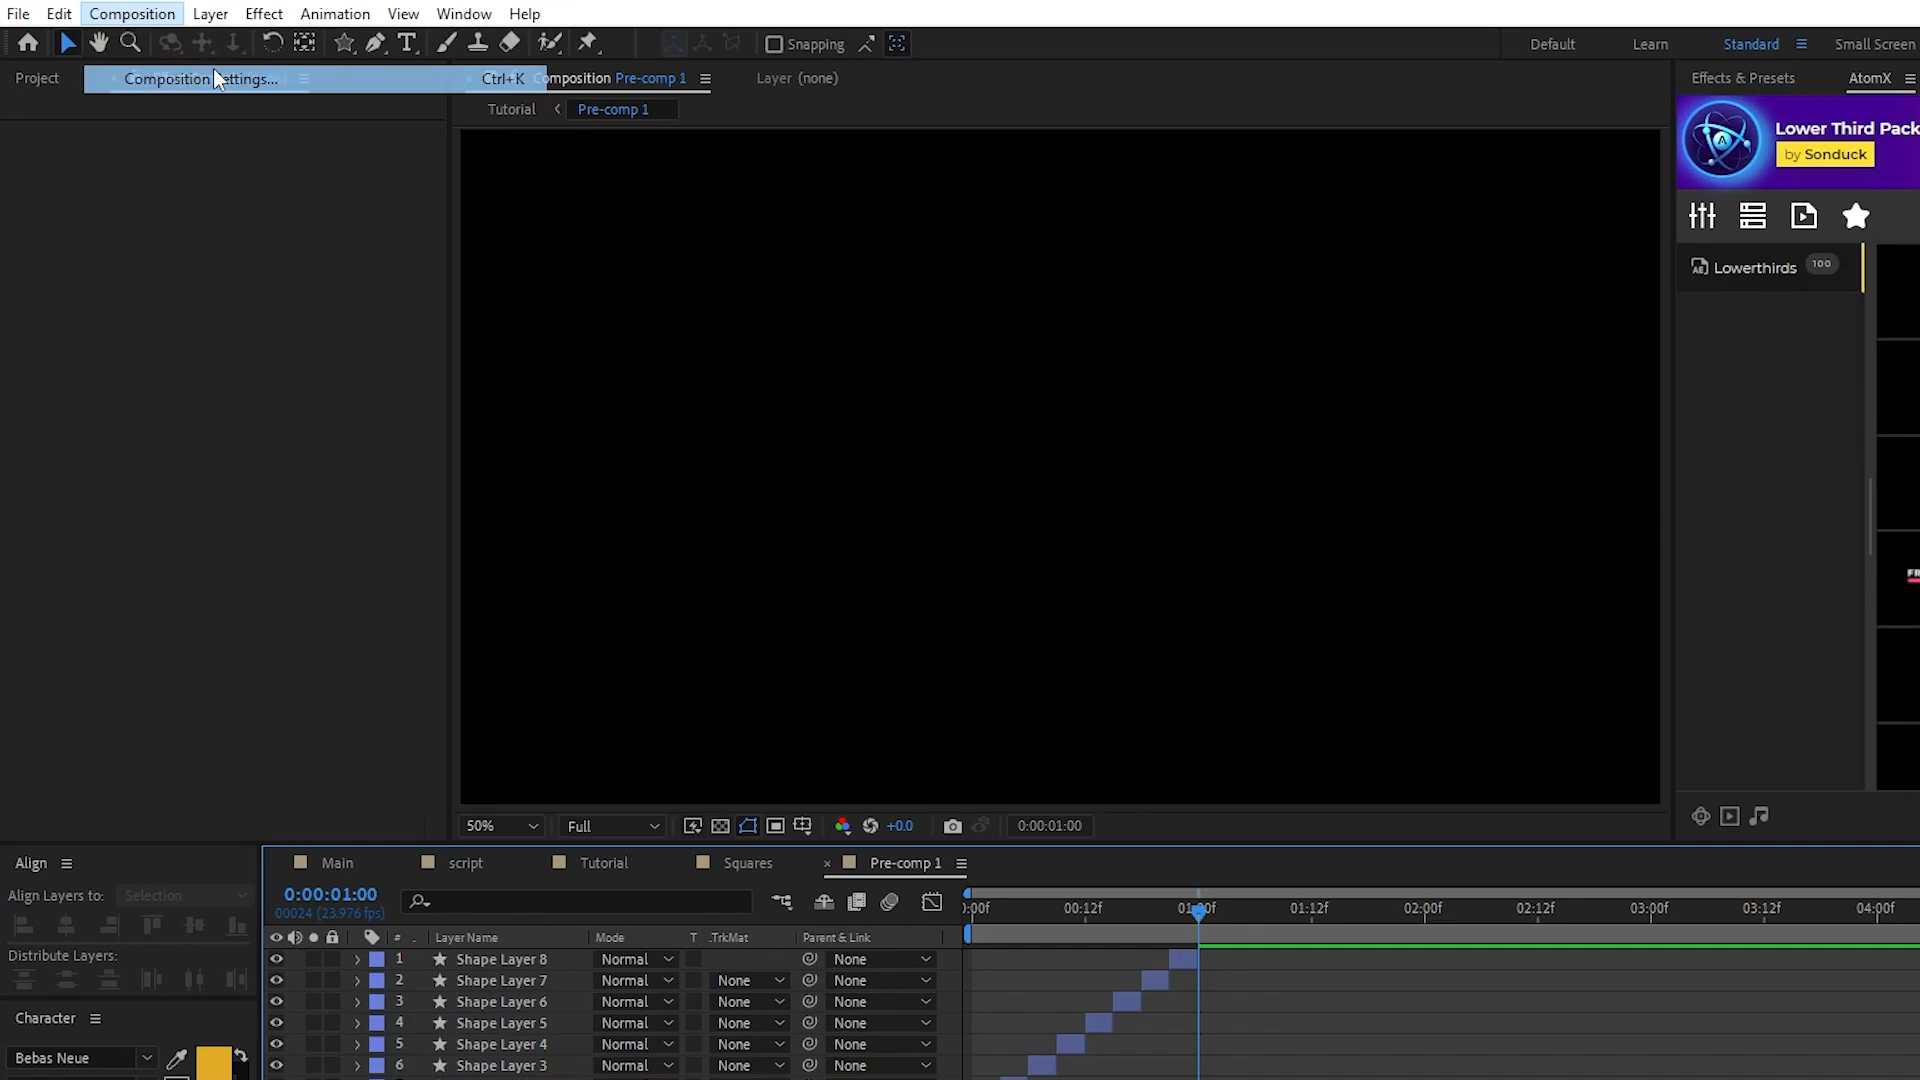 File Edit Composition Layer Effect Animation View Window Help
Snapping Default Learn Standard Small Screen
Project Composition Settings... Ctrl+K Composition Pre-comp 1 Layer (none) Effects & Presets AtomX
Tutorial < Pre-comp 1
Lower Third Pack
by Sonduck
Lowerthirds 100
50% Full +0.0 0:00:01:00
Align
Main script Tutorial Squares × Pre-comp 1
Align Layers to: Selection
0:00:01:00
00024 (23.976 fps)
00:12f 01:12f 02:00f 02:12f 03:00f 03:12f 04:00f
# Layer Name Mode T .TrkMat Parent & Link
Distribute Layers:
1 Shape Layer 8 Normal None
2 Shape Layer 7 Normal None None
3 Shape Layer 6 Normal None None
Character
4 Shape Layer 5 Normal None None
5 Shape Layer 4 Normal None None
Bebas Neue
6 Shape Layer 3 Normal None None